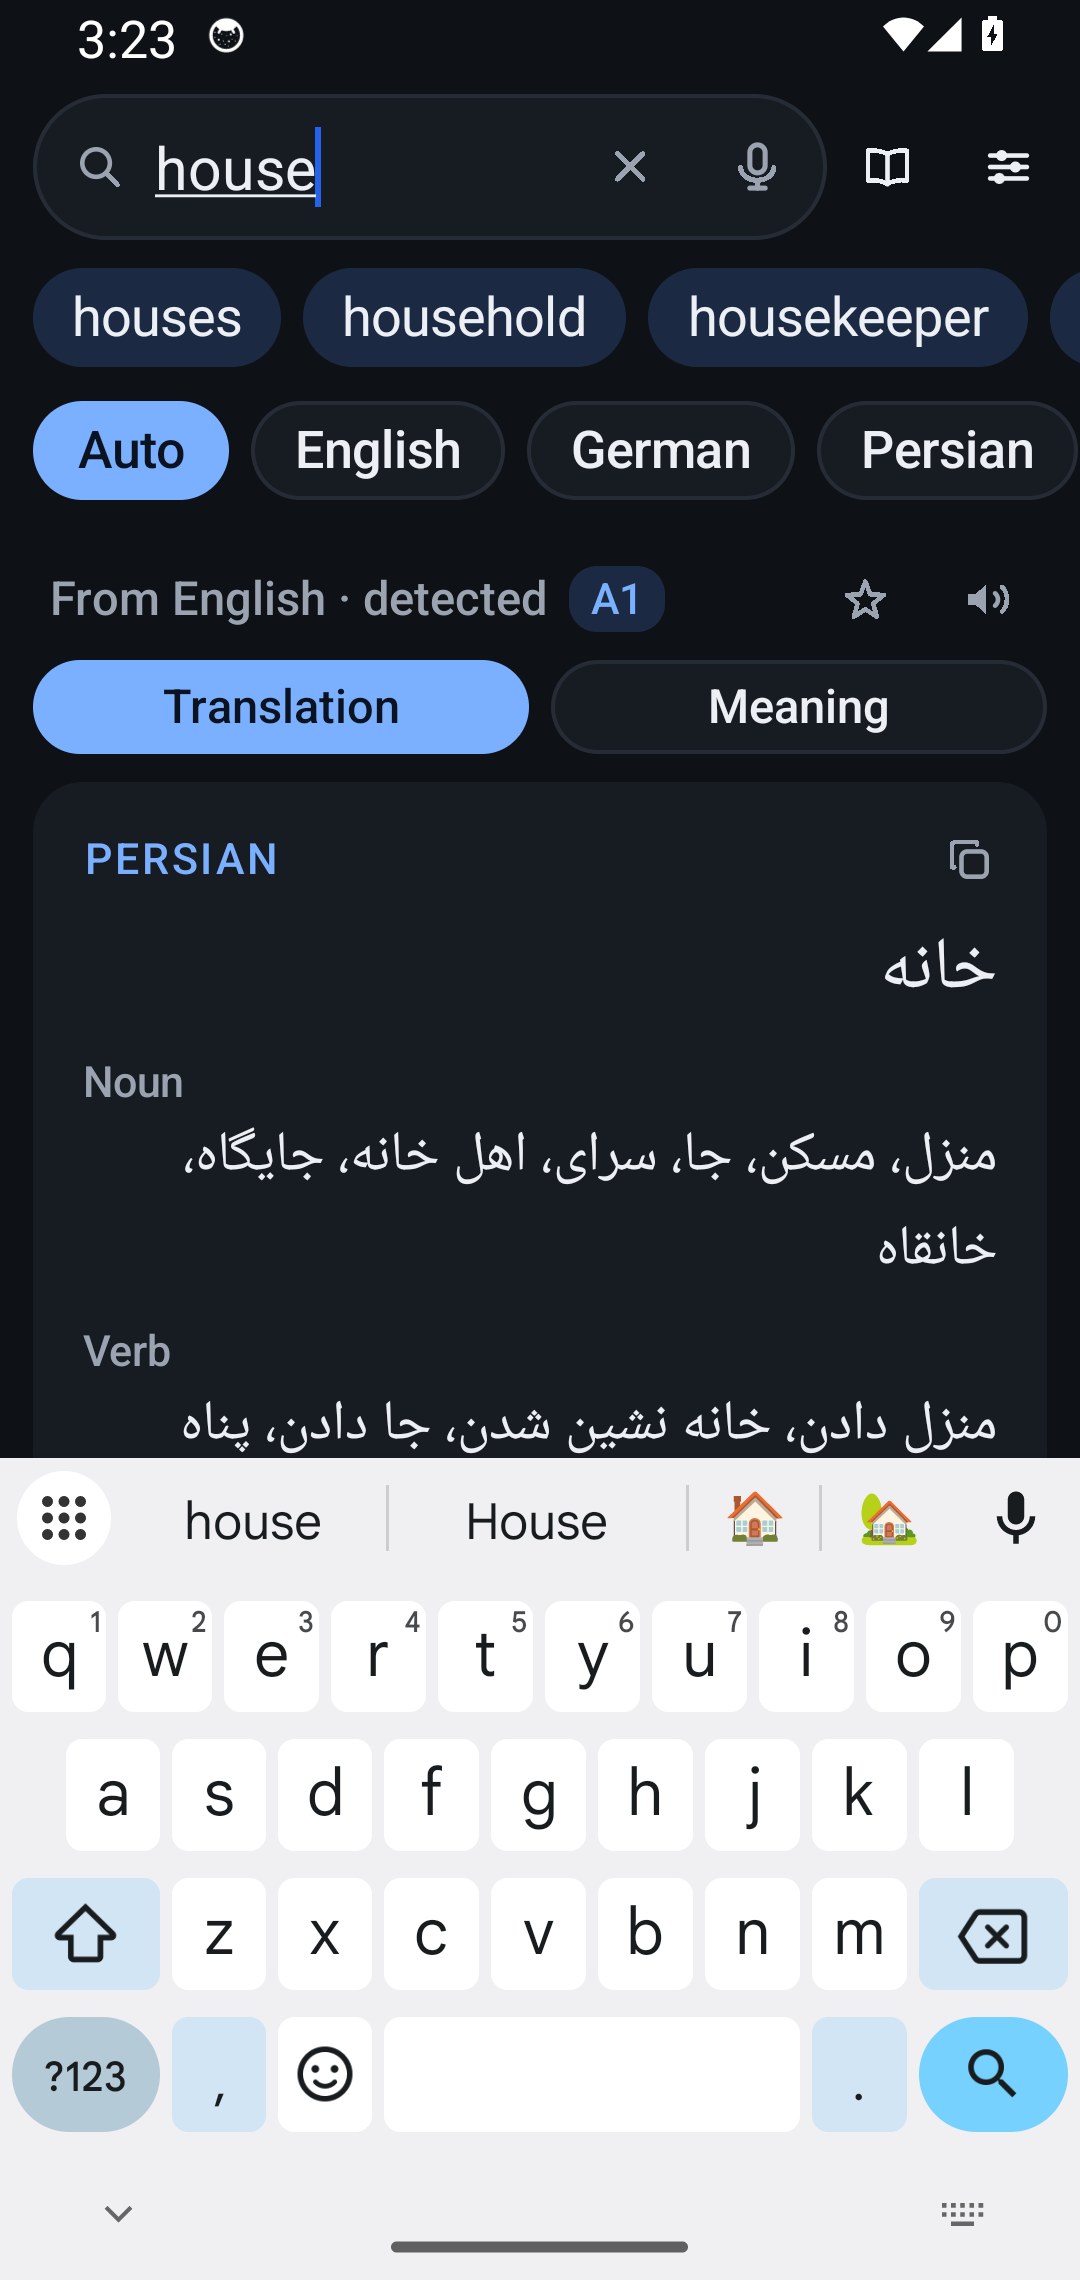 3:23
house
houses household housekeeper
Auto English German Persian
From English · detected A1
Translation Meaning
PERSIAN
خانه
Noun
منزل، مسکن، جا، سرای، اهل خانه، جایگاه،
خانقاه
Verb
منزل دادن، خانه نشین شدن، جا دادن، پناه
house House
q 1 w 2 e 3 r 4 t 5 y 6 u 7 i 8 o 9 p 0
a s d f g h j k l
z x c v b n m
?123 , .